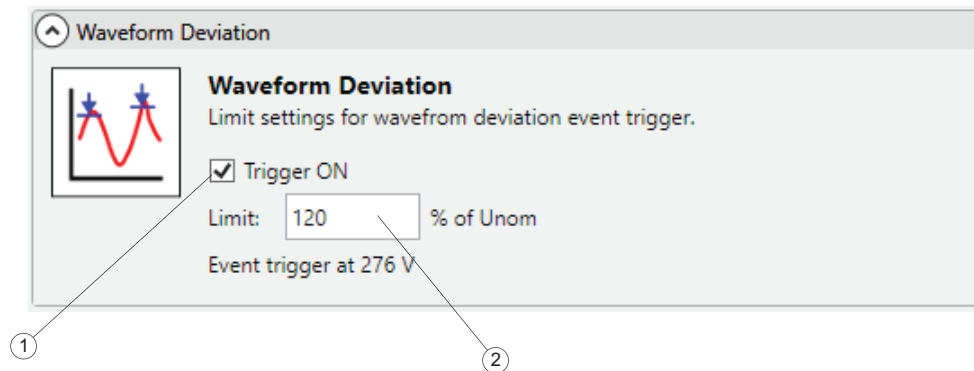 Waveform Deviation
Waveform Deviation
Limit settings for wavefrom deviation event trigger.
Trigger ON
Limit: 120 % of Unom
Event trigger at 276 V
1
2